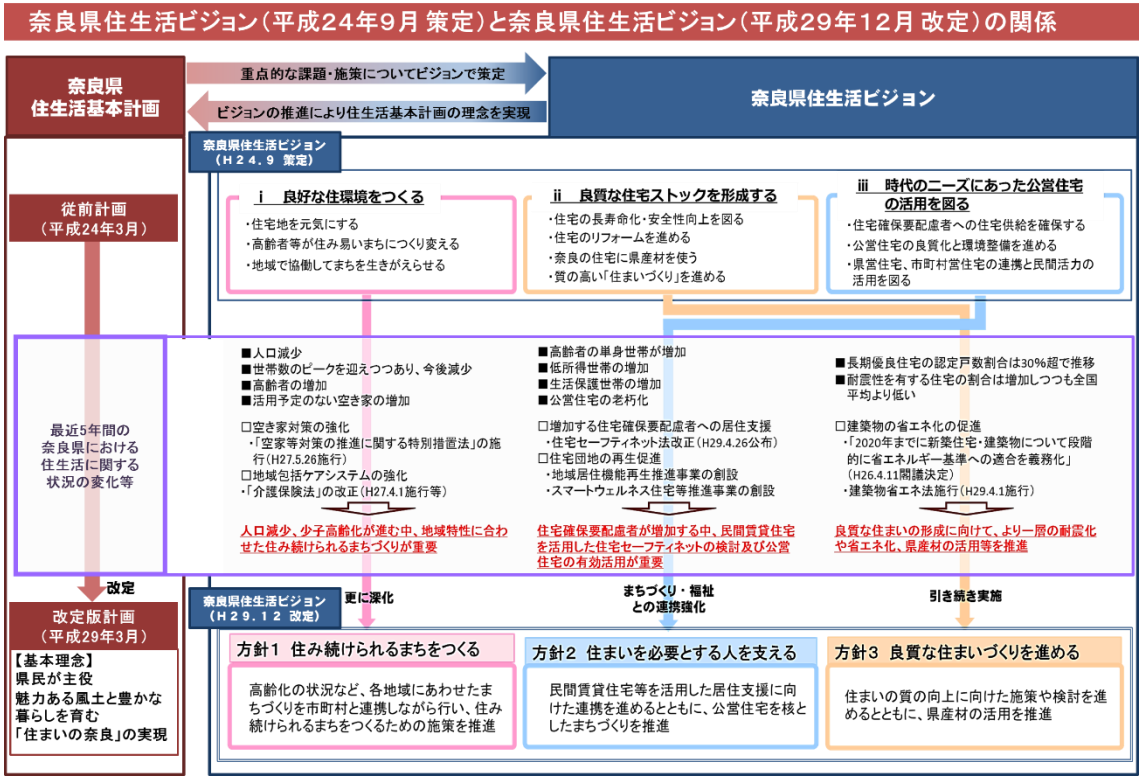 奈良県住生活ビジョン（平成24年9月 策定）と奈良県住生活ビジョン（平成29年12月 改定）の関係
奈良県
住生活基本計画
重点的な課題・施策についてビジョンで策定
ビジョンの推進により住生活基本計画の理念を実現
奈良県住生活ビジョン
奈良県住生活ビジョン
（H24.9 策定）
従前計画
（平成24年3月）
ⅰ　良好な住環境をつくる
・住宅地を元気にする
・高齢者等が住み易いまちにつくり変える
・地域で協働してまちを生きがえらせる
ⅱ　良質な住宅ストックを形成する
・住宅の長寿命化・安全性向上を図る
・住宅のリフォームを進める
・奈良の住宅に県産材を使う
・質の高い「住まいづくり」を進める
ⅲ　時代のニーズにあった公営住宅
の活用を図る
・住宅確保要配慮者への住宅供給を確保する
・公営住宅の良質化と環境整備を進める
・県営住宅、市町村営住宅の連携と民間活力の
活用を図る
最近5年間の
奈良県における
住生活に関する
状況の変化等
■人口減少
■世帯数のピークを迎えつつあり、今後減少
■高齢者の増加
■活用予定のない空き家の増加
□空き家対策の強化
・「空家等対策の推進に関する特別措置法」の施
行（H27.5.26施行）
□地域包括ケアシステムの強化
・「介護保険法」の改正（H27.4.1施行等）
人口減少、少子高齢化が進む中、地域特性に合わ
せた住み続けられるまちづくりが重要
■高齢者の単身世帯が増加
■低所得世帯の増加
■生活保護世帯の増加
■公営住宅の老朽化
□増加する住宅確保要配慮者への居住支援
・住宅セーフティネット法改正（H29.4.26公布）
□住宅団地の再生促進
・地域居住機能再生推進事業の創設
・スマートウェルネス住宅等推進事業の創設
住宅確保要配慮者が増加する中、民間賃貸住宅
を活用した住宅セーフティネットの検討及び公営
住宅の有効活用が重要
■長期優良住宅の認定戸数割合は30%超で推移
■耐震性を有する住宅の割合は増加しつつも全国
平均より低い
□建築物の省エネ化の促進
・「2020年までに新築住宅・建築物について段階
的に省エネルギー基準への適合を義務化」
（H26.4.11閣議決定）
・建築物省エネ法施行（H29.4.1施行）
良質な住まいの形成に向けて、より一層の耐震化
や省エネ化、県産材の活用等を推進
改定
改定版計画
（平成29年3月）
【基本理念】
県民が主役
魅力ある風土と豊かな
暮らしを育む
「住まいの奈良」の実現
奈良県住生活ビジョン
（H29.12 改定）
更に深化
まちづくり・福祉
との連携強化
引き続き実施
方針1 住み続けられるまちをつくる
高齢化の状況など、各地域にあわせたま
ちづくりを市町村と連携しながら行い、住み
続けられるまちをつくるための施策を推進
方針2 住まいを必要とする人を支える
民間賃貸住宅等を活用した居住支援に向
けた連携を進めるとともに、公営住宅を核と
したまちづくりを推進
方針3 良質な住まいづくりを進める
住まいの質の向上に向けた施策や検討を進
めるとともに、県産材の活用を推進